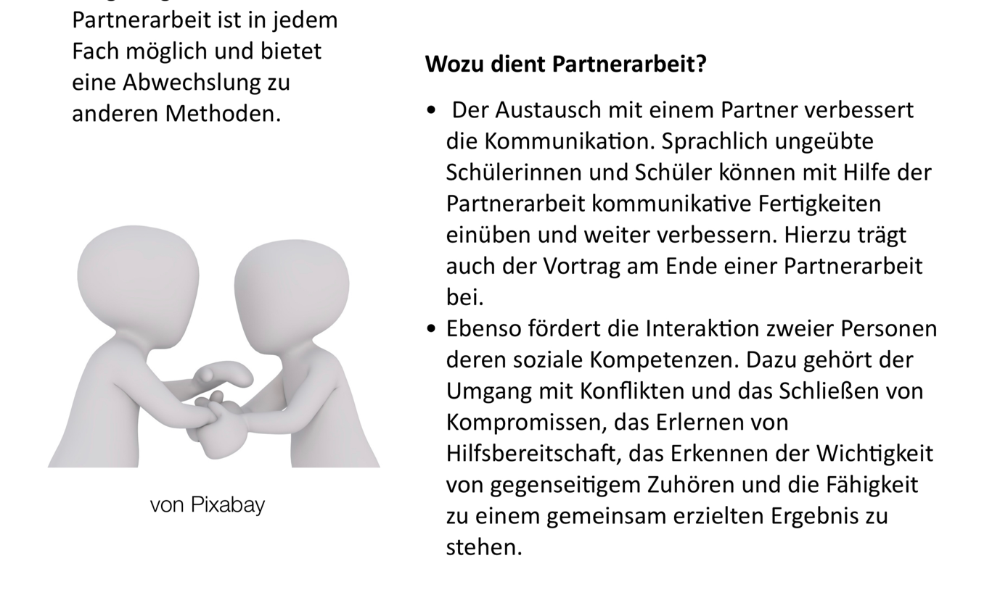 Partnerarbeit ist in jedem
Fach möglich und bietet
eine Abwechslung zu
anderen Methoden.
von Pixabay
Wozu dient Partnerarbeit?
• Der Austausch mit einem Partner verbessert
die Kommunikation. Sprachlich ungeübte
Schülerinnen und Schüler können mit Hilfe der
Partnerarbeit kommunikative Fertigkeiten
einüben und weiter verbessern. Hierzu trägt
auch der Vortrag am Ende einer Partnerarbeit
bei.
• Ebenso fördert die Interaktion zweier Personen
deren soziale Kompetenzen. Dazu gehört der
Umgang mit Konflikten und das Schließen von
Kompromissen, das Erlernen von
Hilfsbereitschaft, das Erkennen der Wichtigkeit
von gegenseitigem Zuhören und die Fähigkeit
zu einem gemeinsam erzielten Ergebnis zu
stehen.